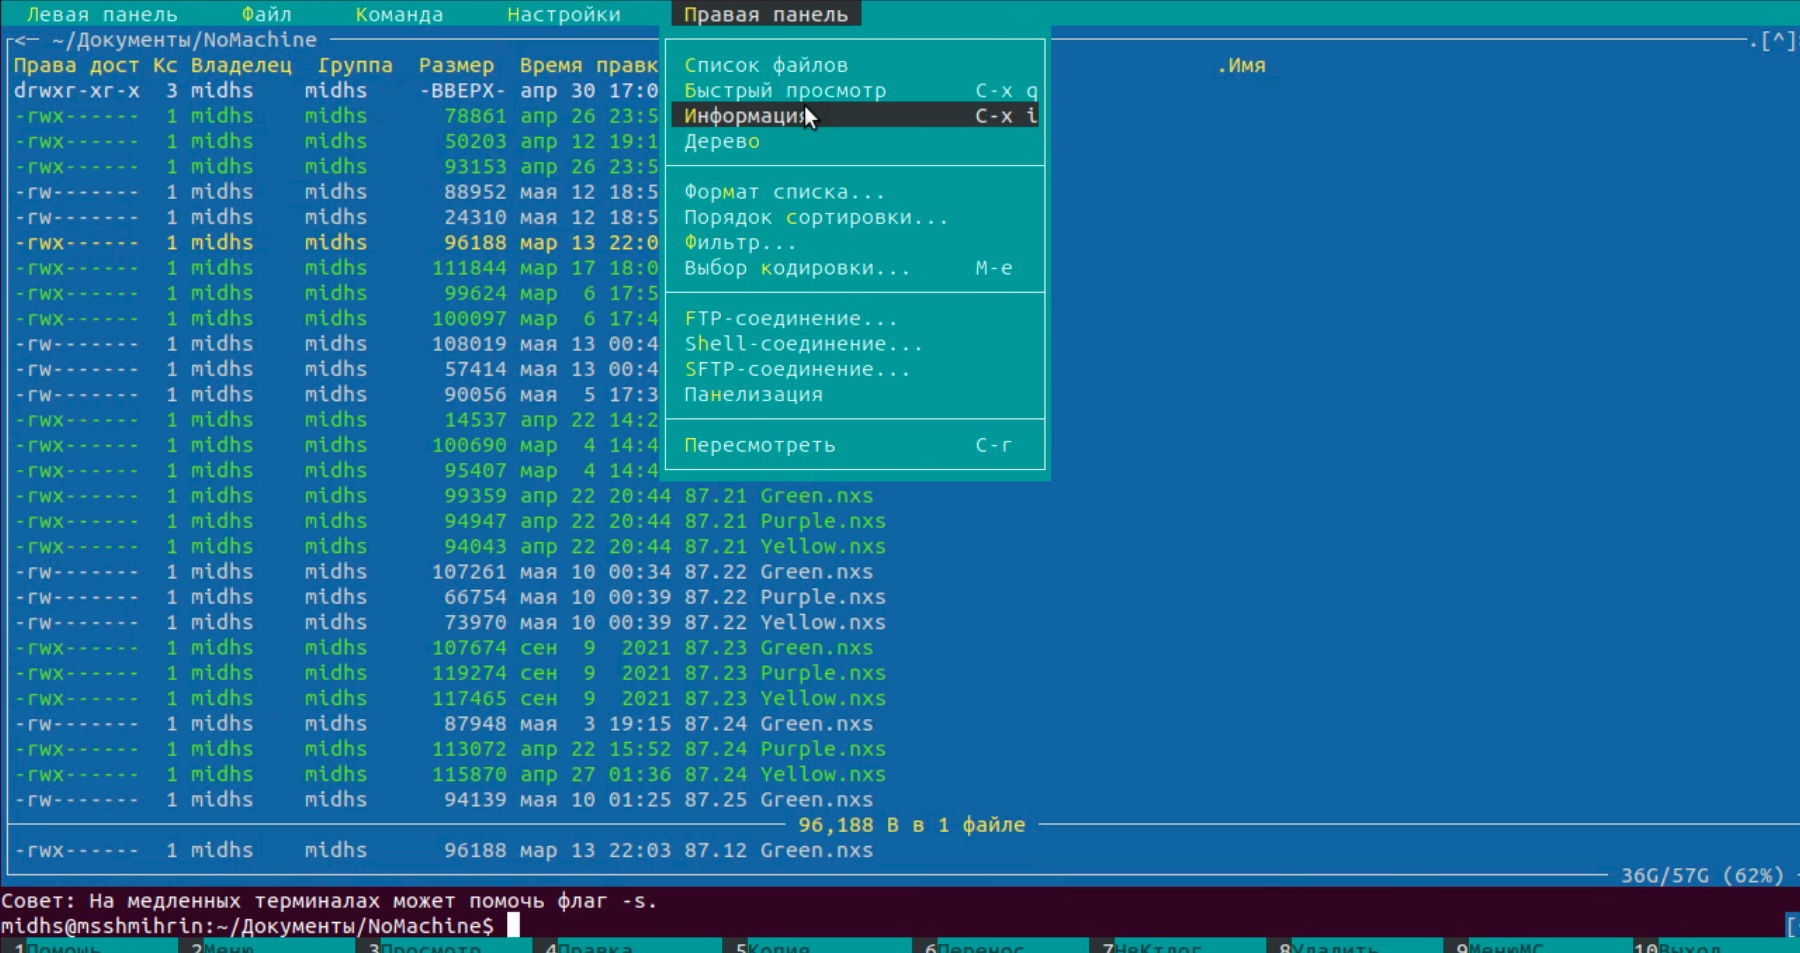 Левая панель Файл Команда Настройки Правая панель
<─ ~/Документы/NoMachine .[^]
Права дост Кс Владелец Группа Размер Время правк .Имя
drwxr-xr-x 3 midhs midhs -ВВЕРХ- апр 30 17:0
-rwx------ 1 midhs midhs 78861 апр 26 23:5
-rwx------ 1 midhs midhs 50203 апр 12 19:1
-rwx------ 1 midhs midhs 93153 апр 26 23:5
-rw------- 1 midhs midhs 88952 мая 12 18:5
-rw------- 1 midhs midhs 24310 мая 12 18:5
-rwx------ 1 midhs midhs 96188 мар 13 22:0
-rwx------ 1 midhs midhs 111844 мар 17 18:0
-rwx------ 1 midhs midhs 99624 мар 6 17:5
-rwx------ 1 midhs midhs 100097 мар 6 17:4
-rw------- 1 midhs midhs 108019 мая 13 00:4
-rw------- 1 midhs midhs 57414 мая 13 00:4
-rw------- 1 midhs midhs 90056 мая 5 17:3
-rwx------ 1 midhs midhs 14537 апр 22 14:2
-rwx------ 1 midhs midhs 100690 мар 4 14:4
-rwx------ 1 midhs midhs 95407 мар 4 14:4
Список файлов
Быстрый просмотр C-x q
Информация C-x i
Дерево
Формат списка...
Порядок сортировки...
Фильтр...
Выбор кодировки... M-e
FTP-соединение...
Shell-соединение...
SFTP-соединение...
Панелизация
Пересмотреть C-r
-rwx------ 1 midhs midhs 99359 апр 22 20:44 87.21 Green.nxs
-rwx------ 1 midhs midhs 94947 апр 22 20:44 87.21 Purple.nxs
-rwx------ 1 midhs midhs 94043 апр 22 20:44 87.21 Yellow.nxs
-rw------- 1 midhs midhs 107261 мая 10 00:34 87.22 Green.nxs
-rw------- 1 midhs midhs 66754 мая 10 00:39 87.22 Purple.nxs
-rw------- 1 midhs midhs 73970 мая 10 00:39 87.22 Yellow.nxs
-rwx------ 1 midhs midhs 107674 сен 9 2021 87.23 Green.nxs
-rwx------ 1 midhs midhs 119274 сен 9 2021 87.23 Purple.nxs
-rwx------ 1 midhs midhs 117465 сен 9 2021 87.23 Yellow.nxs
-rw------- 1 midhs midhs 87948 мая 3 19:15 87.24 Green.nxs
-rwx------ 1 midhs midhs 113072 апр 22 15:52 87.24 Purple.nxs
-rwx------ 1 midhs midhs 115870 апр 27 01:36 87.24 Yellow.nxs
-rw------- 1 midhs midhs 94139 мая 10 01:25 87.25 Green.nxs
96,188 B в 1 файле
-rwx------ 1 midhs midhs 96188 мар 13 22:03 87.12 Green.nxs
36G/57G (62%)
Совет: На медленных терминалах может помочь флаг -s.
midhs@msshmihrin:~/Документы/NoMachine$
1Помощь 2Меню 3Просмотр 4Правка 5Копия 6Перенос 7НвКтлог 8Удалить 9МенюMC 10Выход